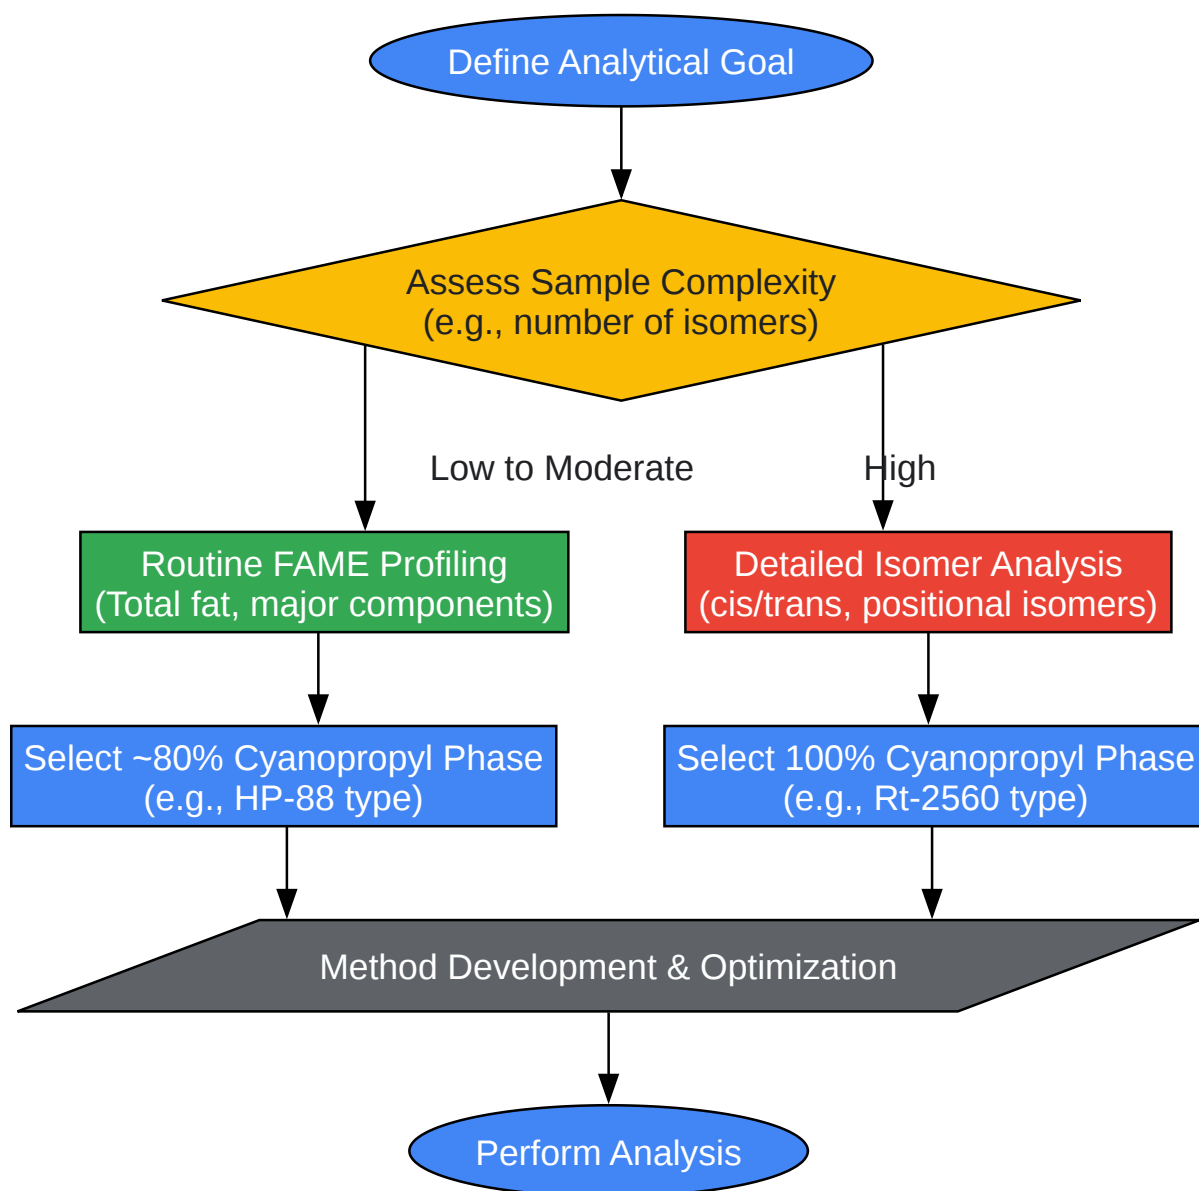 Define Analytical Goal
Assess Sample Complexity
(e.g., number of isomers)
Low to Moderate
High
Routine FAME Profiling
(Total fat, major components)
Detailed Isomer Analysis
(cis/trans, positional isomers)
Select ~80% Cyanopropyl Phase
(e.g., HP-88 type)
Select 100% Cyanopropyl Phase
(e.g., Rt-2560 type)
Method Development & Optimization
Perform Analysis